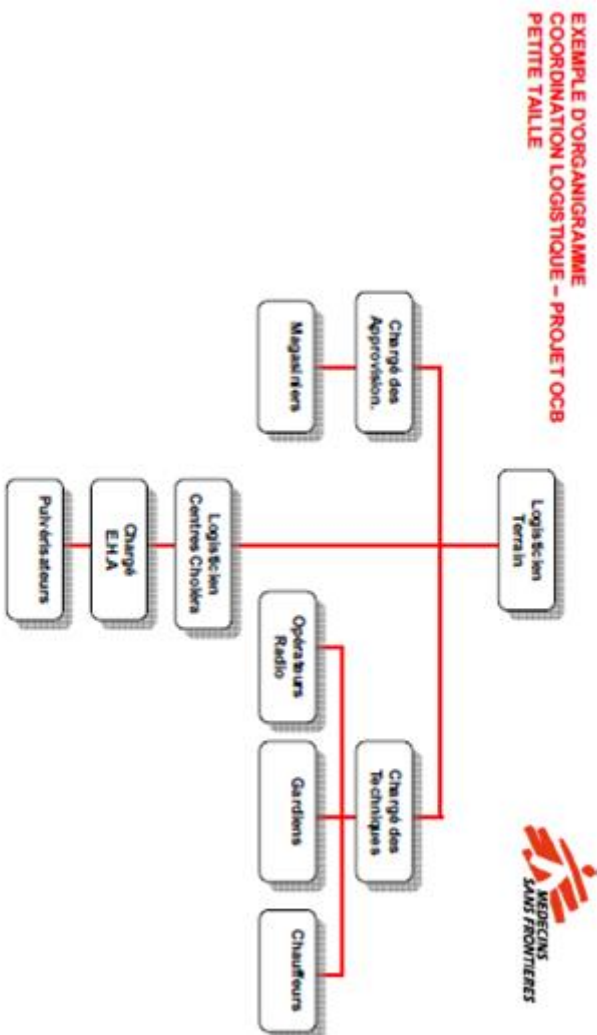 EXEMPLE D'ORGANIGRAMME
COORDINATION LOGISTIQUE – PROJET OCB
PETITE TAILLE
MEDECINS
SANS FRONTIERES
Logisticien
Terrain
Chargé des
Approvision.
Chargé des
Techniques
Magasiniers
Opérateurs
Radio
Gardiens
Chauffeurs
Logisticien
Centres Choléra
Chargé
E.H.A
Pulvérisateurs